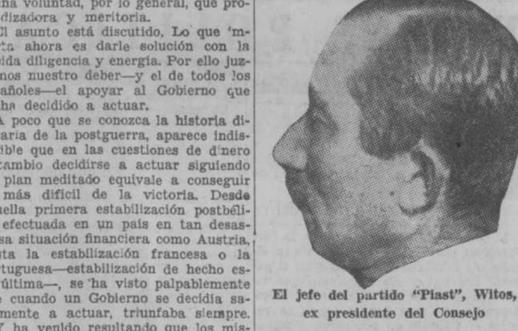 na voluntad, por lo general, que pro-
dizadora y meritoria.
El asunto está discutido. Lo que 'm-
rta ahora es darle solución con la
ida diligencia y energía. Por ello juz-
nos nuestro deber—y el de todos los
añoles—el apoyar al Gobierno que
ha decidido a actuar.
A poco que se conozca la historia di-
aria de la postguerra, aparece indis-
ible que en las cuestiones de d'nero
cambio decidirse a actuar siguiendo
plan meditado equivale a conseguir
más difícil de la victoria. Desde
uella primera estabilización postbéli-
efectuada en un país en tan desas-
sa situación financiera como Austria,
sta la estabilización francesa o la
rtuguesa—estabilización de hecho es-
última—, se ha visto palpablemente
e cuando un Gobierno se decidía sa-
mente a actuar, triunfaba siempre.
Y ha venido resultando que los mis-
El jefe del partido "Piast", Witos,
ex presidente del Consejo